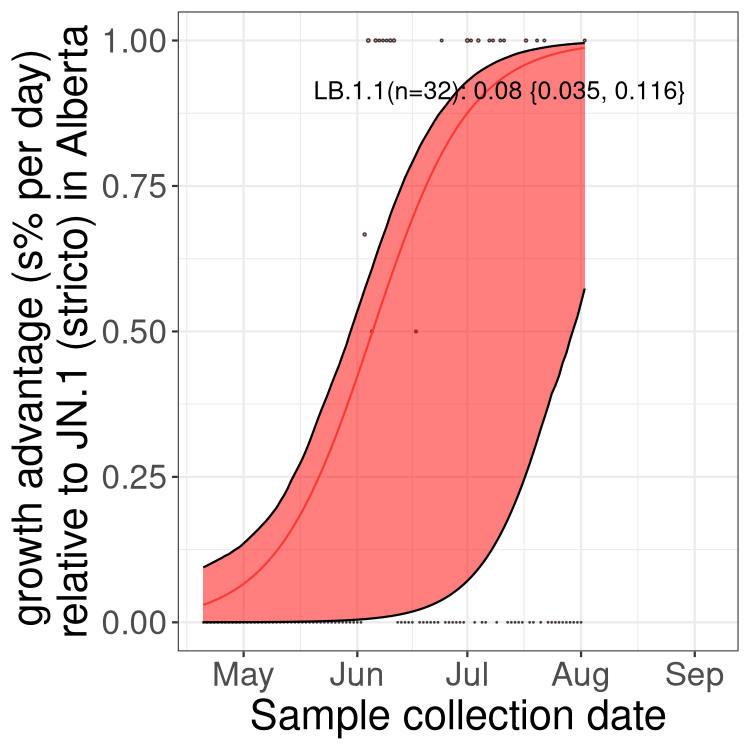 growth advantage (s% per day)
relative to JN.1 (stricto) in Alberta
1.00
0.75
0.50
0.25
0.00
LB.1.1(n=32): 0.08 {0.035, 0.116}
May Jun Jul Aug Sep
Sample collection date